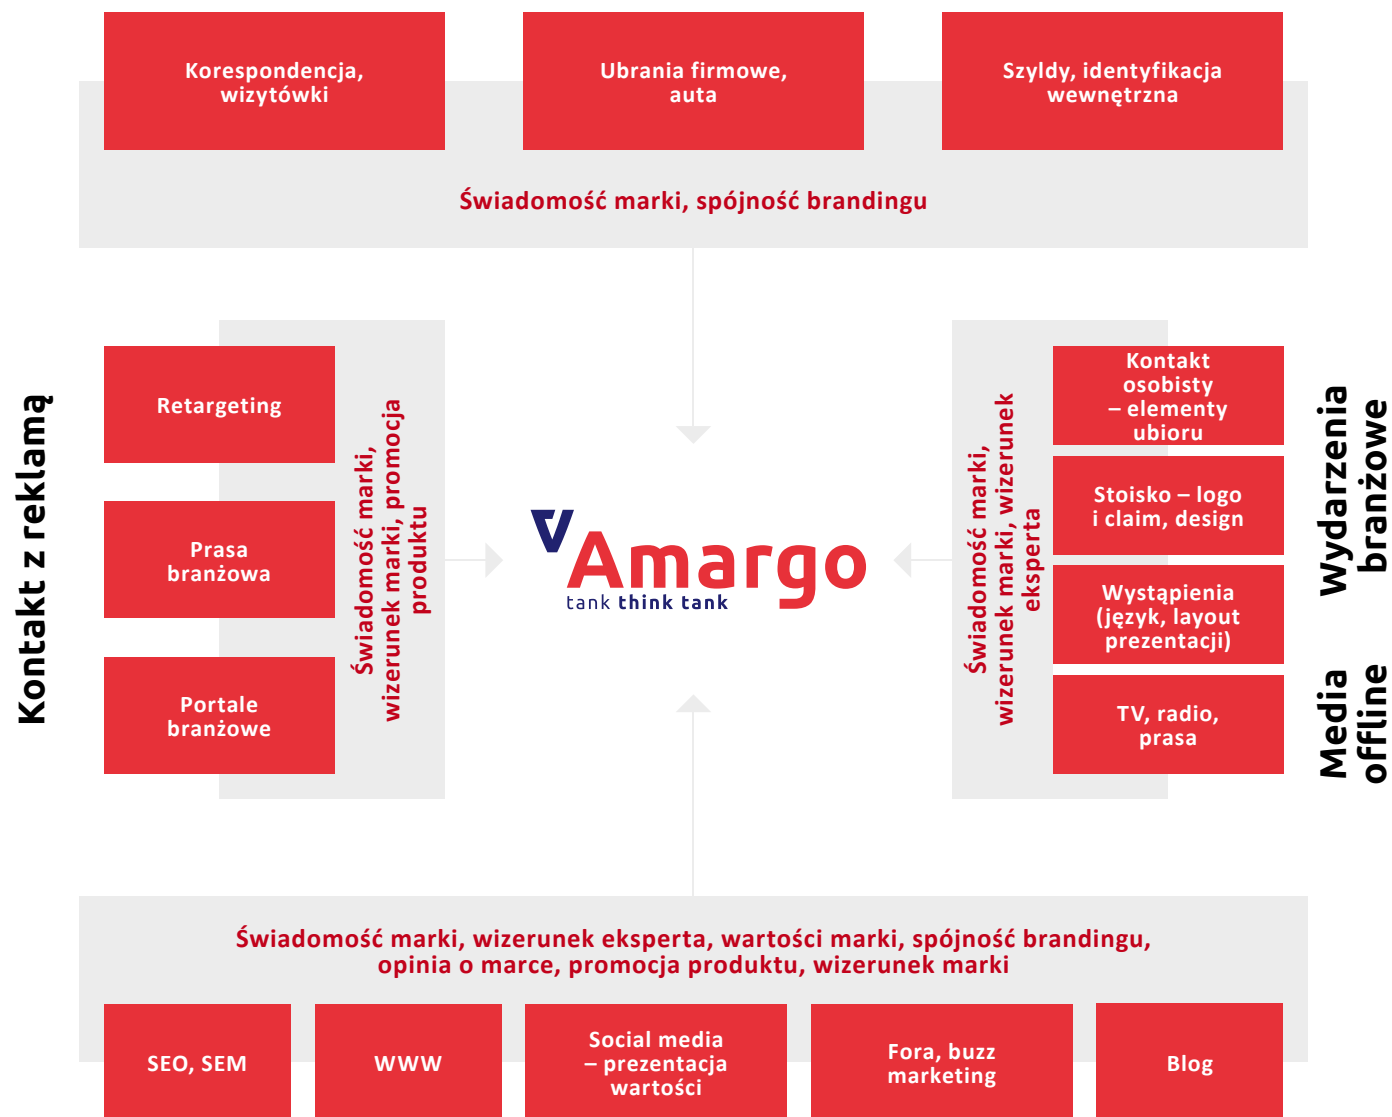 Korespondencja,
wizytówki
Ubrania firmowe,
auta
Szyldy, identyfikacja
wewnętrzna
Świadomość marki, spójność brandingu
Kontakt z reklamą
Retargeting
Prasa
branżowa
Portale
branżowe
Świadomość marki,
wizerunek marki, promocja
produktu
Amargo
tank think tank
Świadomość marki,
wizerunek marki, wizerunek
eksperta
Kontakt
osobisty
– elementy
ubioru
Stoisko – logo
i claim, design
Wystąpienia
(język, layout
prezentacji)
TV, radio,
prasa
Wydarzenia
branżowe
Media
offline
Świadomość marki, wizerunek eksperta, wartości marki, spójność brandingu,
opinia o marce, promocja produktu, wizerunek marki
SEO, SEM
WWW
Social media
– prezentacja
wartości
Fora, buzz
marketing
Blog